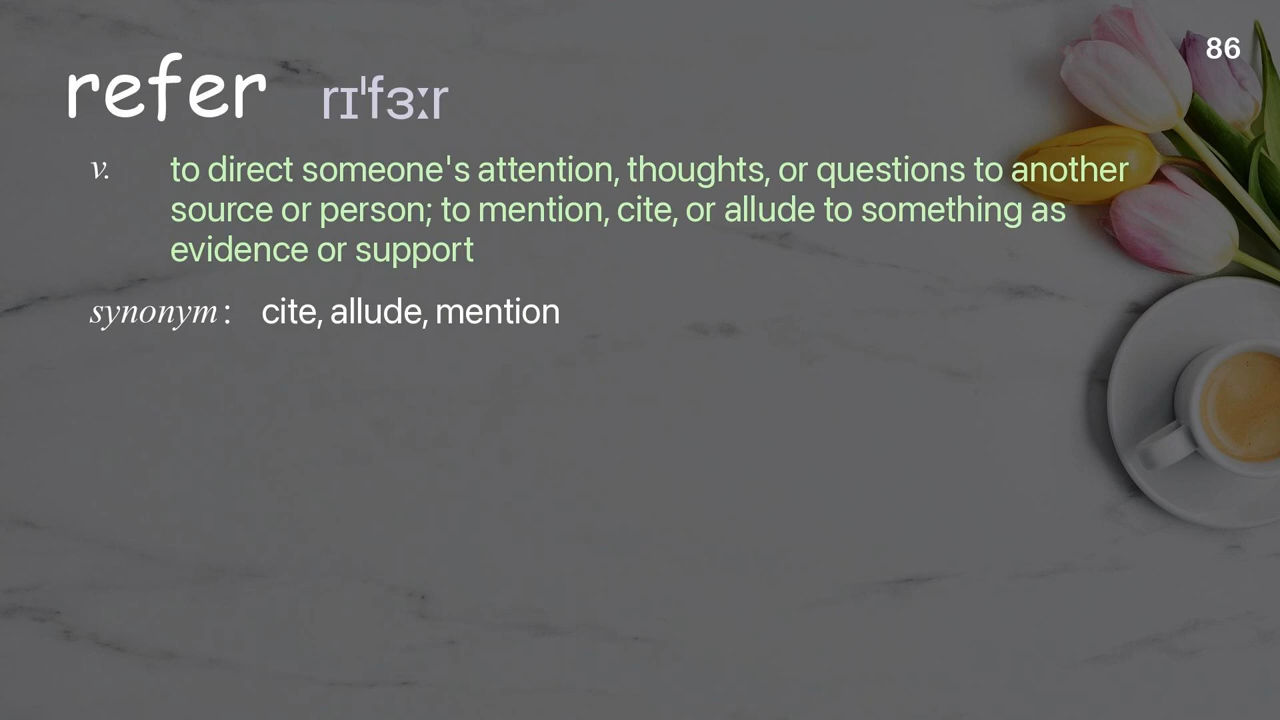 86
refer rɪˈfɜːr
v. to direct someone's attention, thoughts, or questions to another
source or person; to mention, cite, or allude to something as
evidence or support
synonym: cite, allude, mention